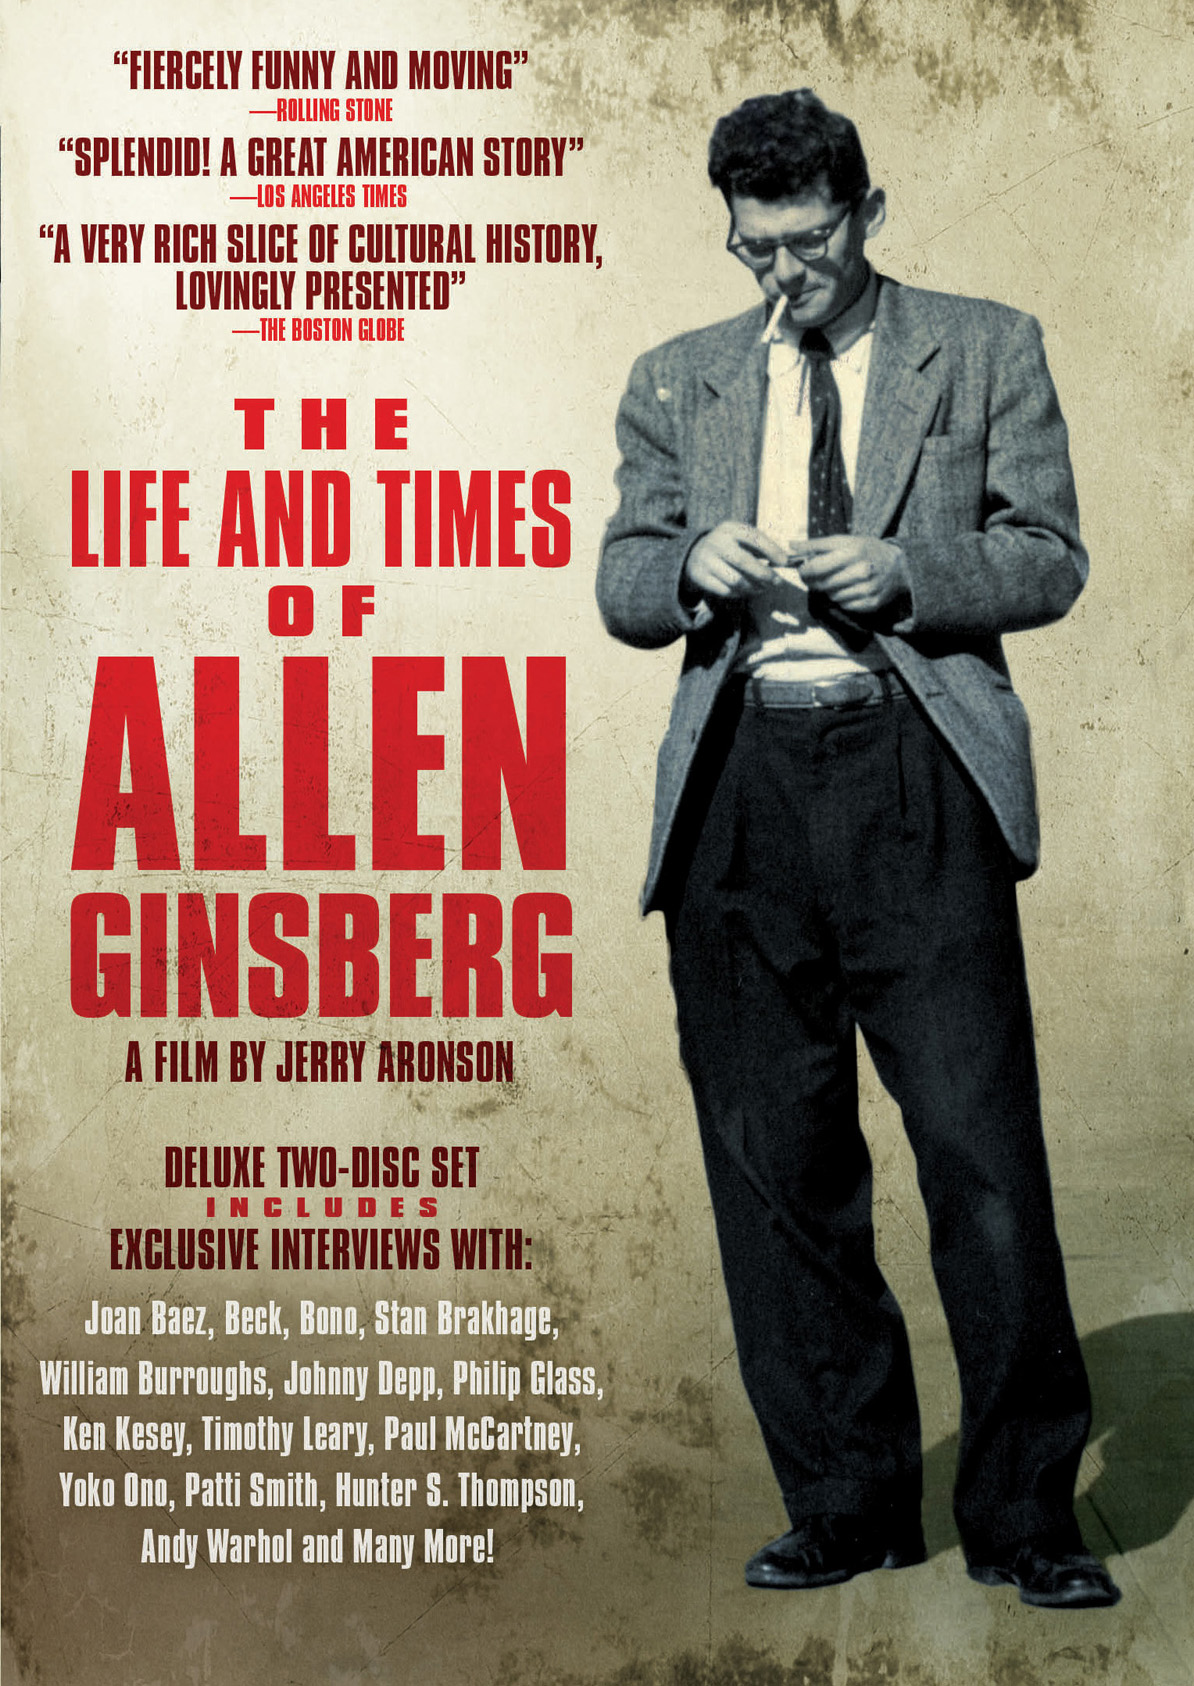 “FIERCELY FUNNY AND MOVING”
—ROLLING STONE
“SPLENDID! A GREAT AMERICAN STORY”
—LOS ANGELES TIMES
“A VERY RICH SLICE OF CULTURAL HISTORY,
LOVINGLY PRESENTED”
—THE BOSTON GLOBE
THE
LIFE AND TIMES
OF
ALLEN
GINSBERG
A FILM BY JERRY ARONSON
DELUXE TWO-DISC SET
INCLUDES
EXCLUSIVE INTERVIEWS WITH:
Joan Baez, Beck, Bono, Stan Brakhage,
William Burroughs, Johnny Depp, Philip Glass,
Ken Kesey, Timothy Leary, Paul McCartney,
Yoko Ono, Patti Smith, Hunter S. Thompson,
Andy Warhol and Many More!